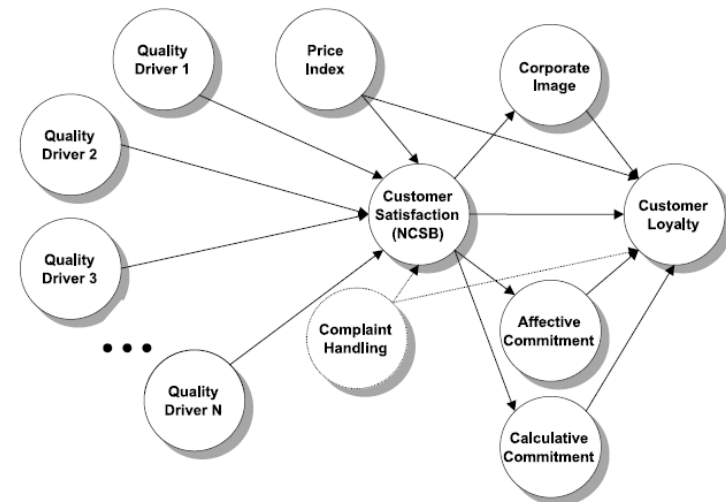 Quality
Driver 1
Price
Index
Corporate
Image
Quality
Driver 2
Customer
Satisfaction
(NCSB)
Customer
Loyalty
Quality
Driver 3
Complaint
Handling
Affective
Commitment
Quality
Driver N
Calculative
Commitment